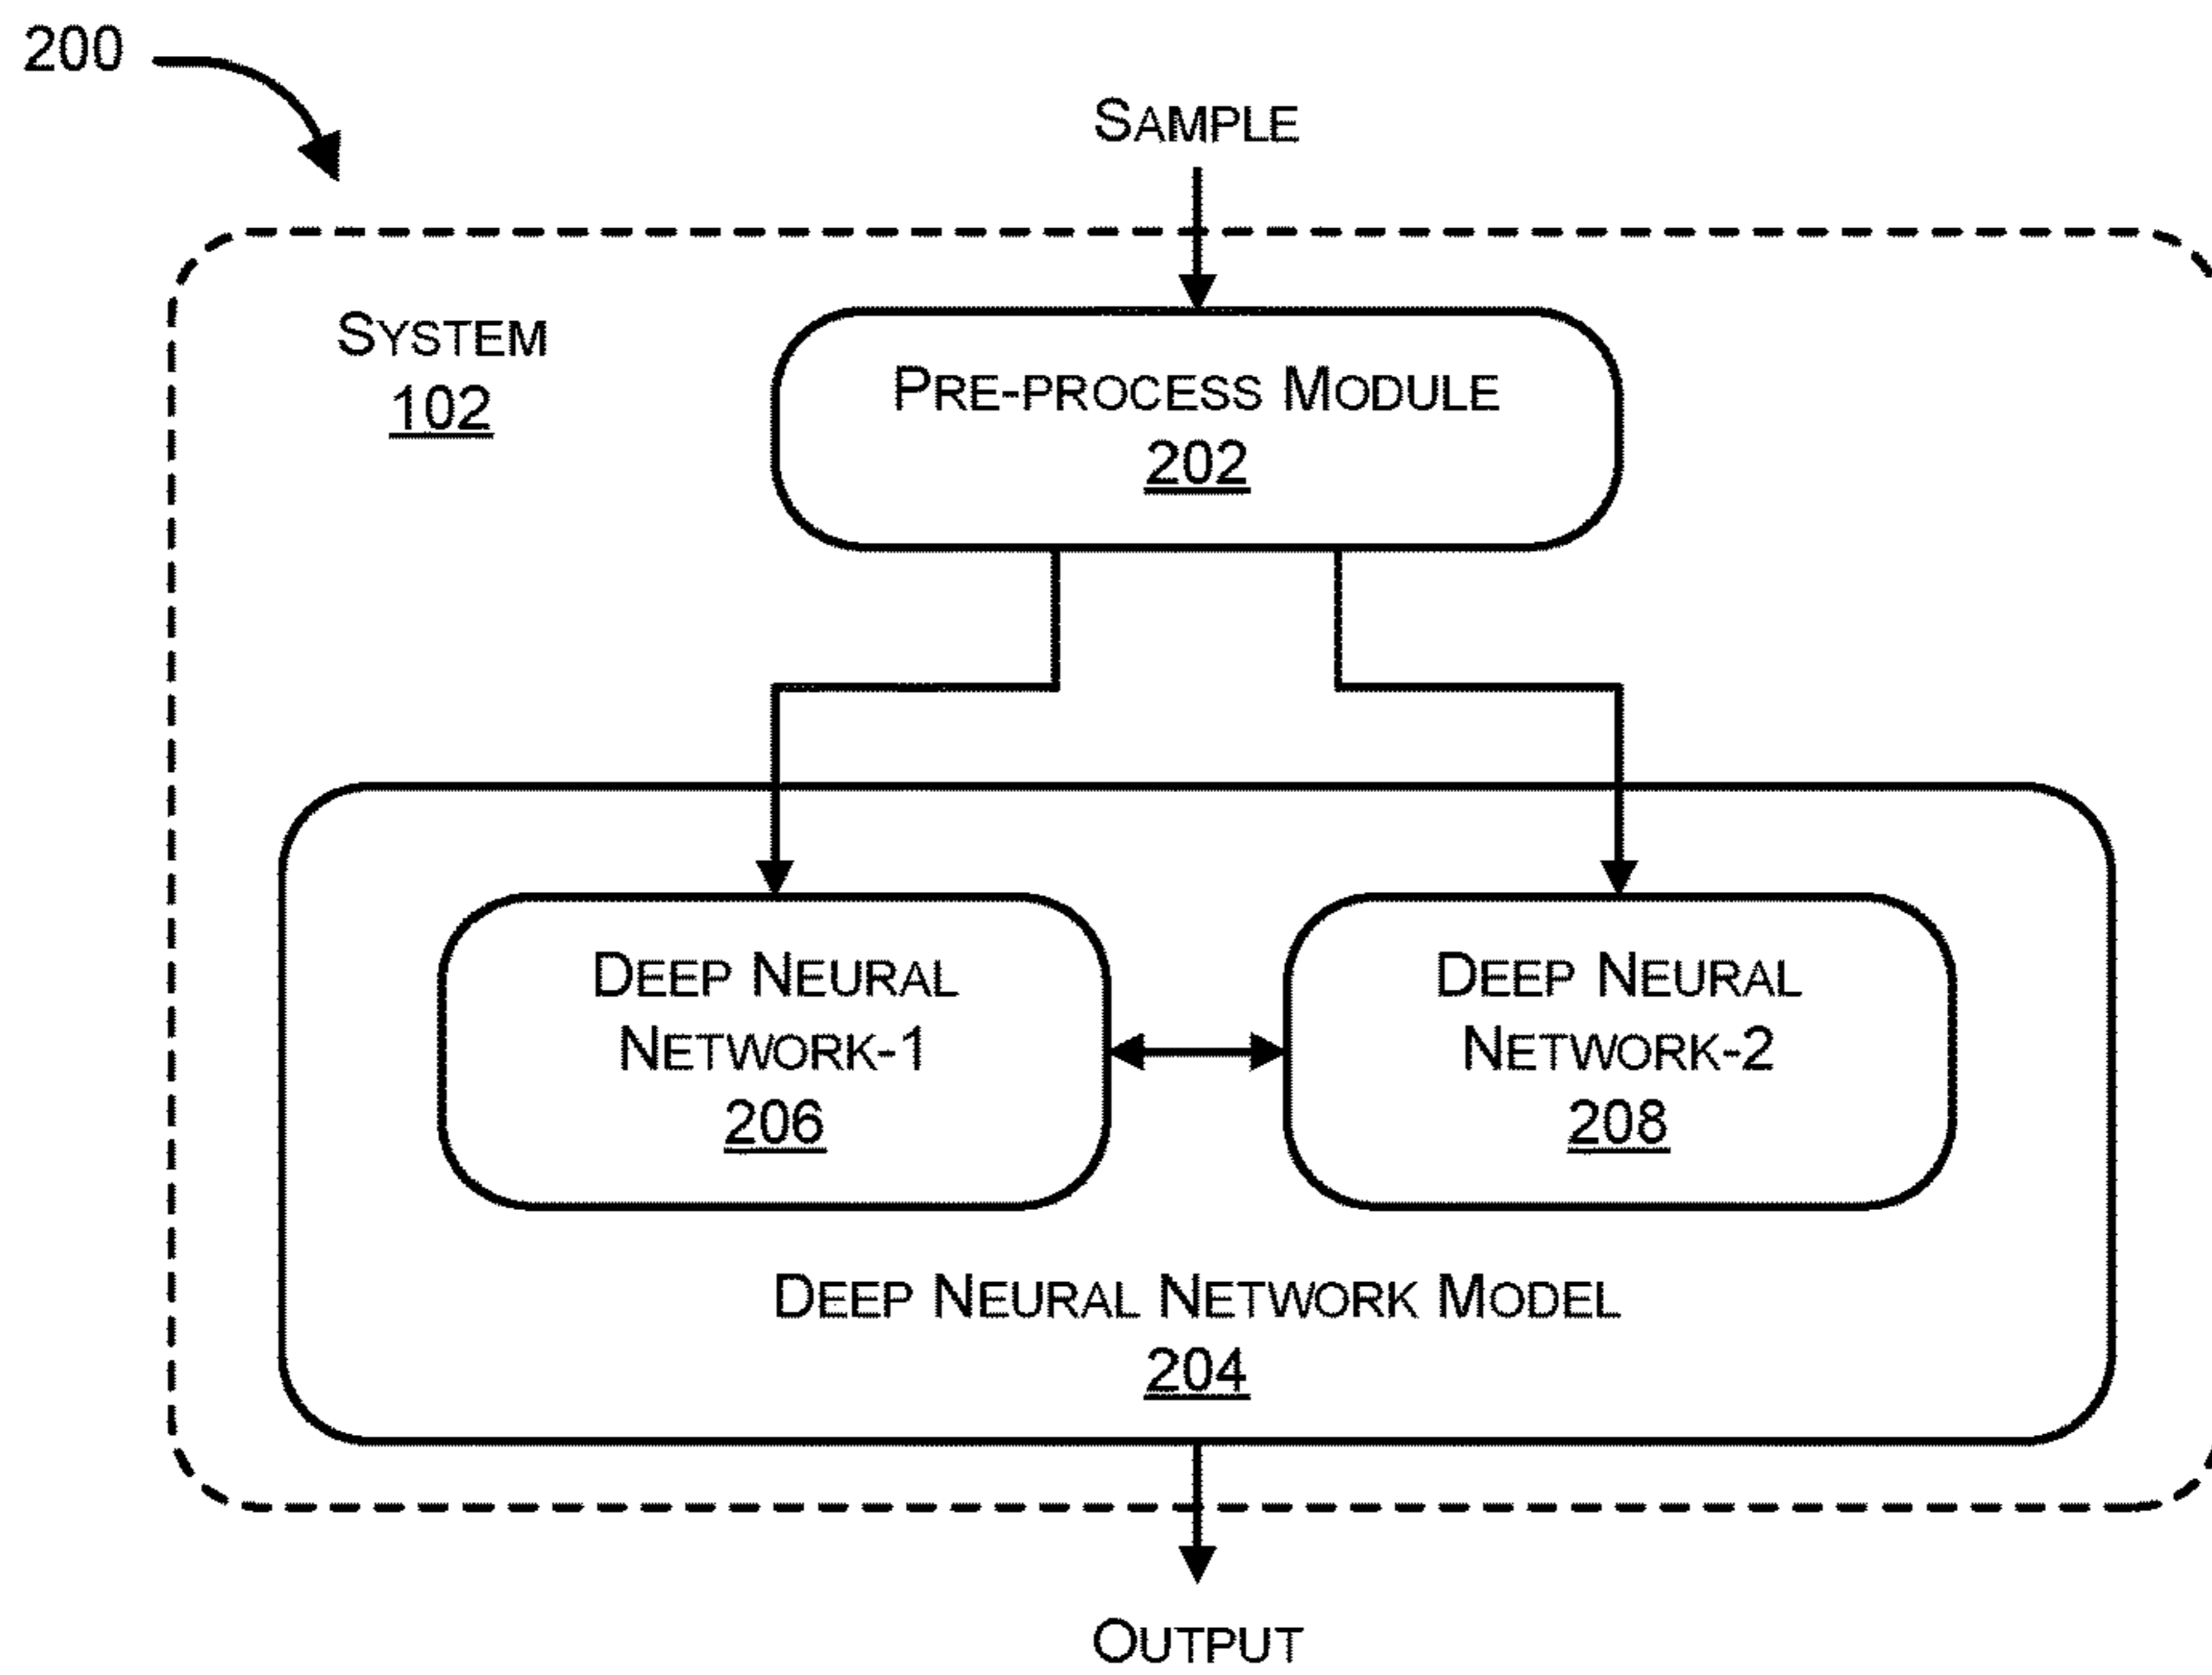 200
SAMPLE
SYSTEM
102
PRE-PROCESS MODULE
202
DEEP NEURAL
NETWORK-1
206
DEEP NEURAL
NETWORK-2
208
DEEP NEURAL NETWORK MODEL
204
OUTPUT